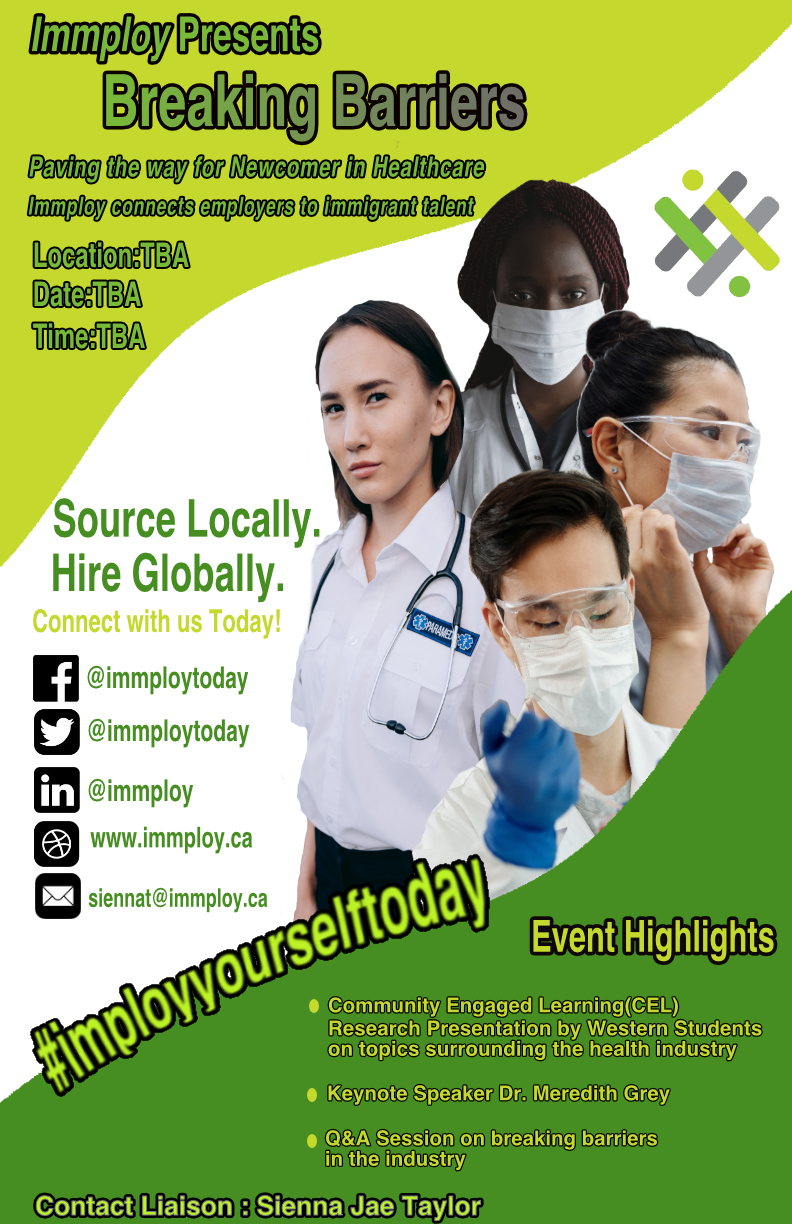 Immploy Presents
Breaking Barriers
Paving the way for Newcomer in Healthcare
Immploy connects employers to immigrant talent
Location:TBA
Date:TBA
Time:TBA
PARAMED
Source Locally.
Hire Globally.
Connect with us Today!
@immploytoday
@immploytoday
@immploy
www.immploy.ca
siennat@immploy.ca
#imployyourselftoday
Event Highlights
Community Engaged Learning(CEL)
Research Presentation by Western Students
on topics surrounding the health industry
Keynote Speaker Dr. Meredith Grey
Q&A Session on breaking barriers
in the industry
Contact Liaison : Sienna Jae Taylor